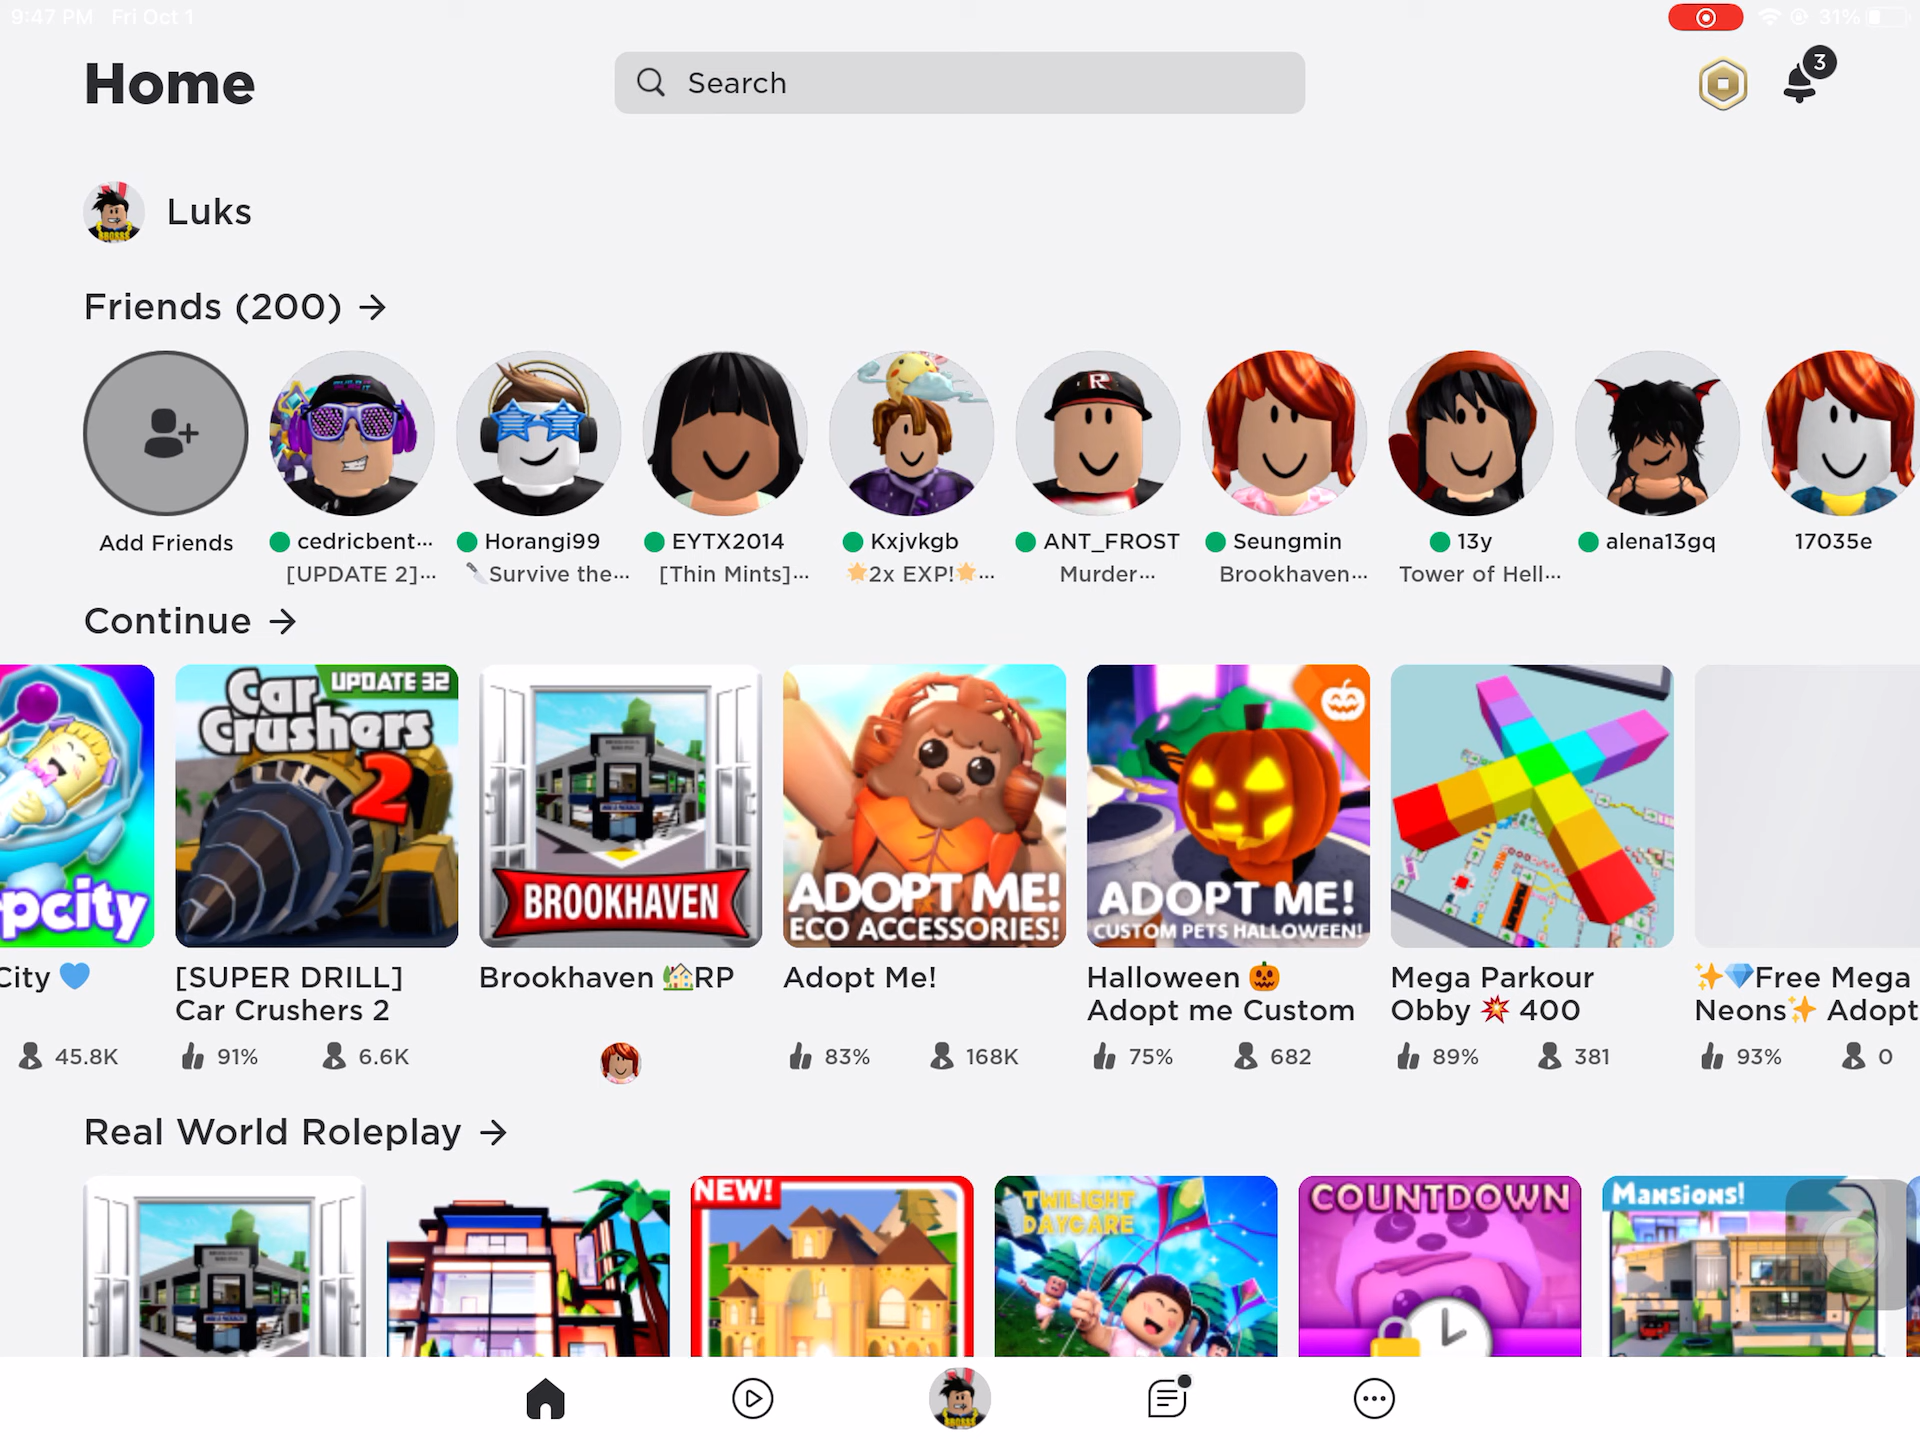 9:47 PM Fri Oct 1
31%
Home
Search
3
Luks
Friends (200) →
Add Friends
cedricbent...
[UPDATE 2]...
Horangi99
🔪Survive the...
EYTX2014
[Thin Mints]...
Kxjvkgb
🌟2x EXP!🌟...
ANT_FROST
Murder...
Seungmin
Brookhaven...
13y
Tower of Hell...
alena13gq
17035e
Continue →
pcity
City 💙
45.8K
UPDATE 32
Car
Crushers
2
[SUPER DRILL]
Car Crushers 2
91%
6.6K
BROOKHAVEN
Brookhaven 🏡RP
ADOPT ME!
ECO ACCESSORIES!
Adopt Me!
83%
168K
ADOPT ME!
CUSTOM PETS HALLOWEEN!
Halloween 🎃
Adopt me Custom
75%
682
Mega Parkour
Obby 💥 400
89%
381
✨💎Free Mega
Neons✨ Adopt
93%
0
Real World Roleplay →
NEW!
TWILIGHT
DAYCARE
COUNTDOWN
MANSIONS!